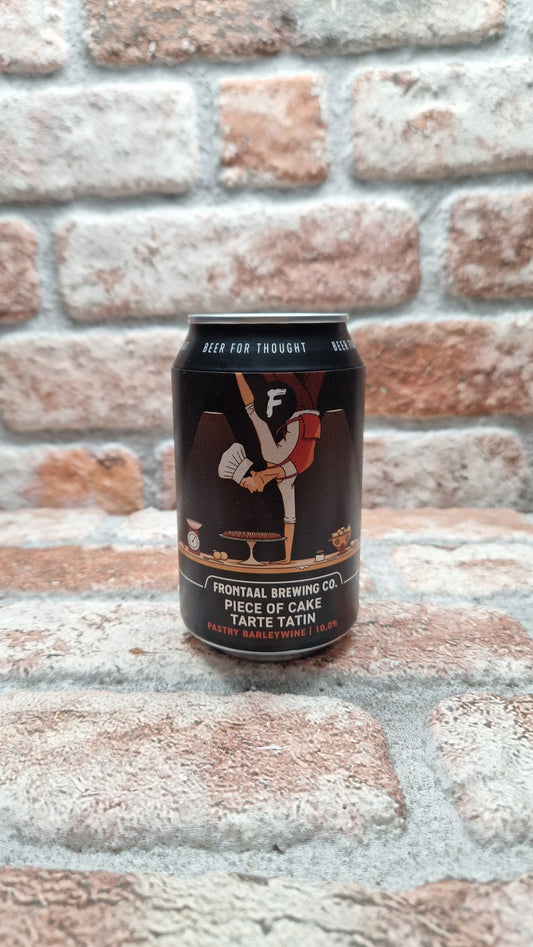 BEER FOR THOUGHT
F
FRONTAAL BREWING CO.
PIECE OF CAKE
TARTE TATIN
PASTRY BARLEYWINE | 10,0%